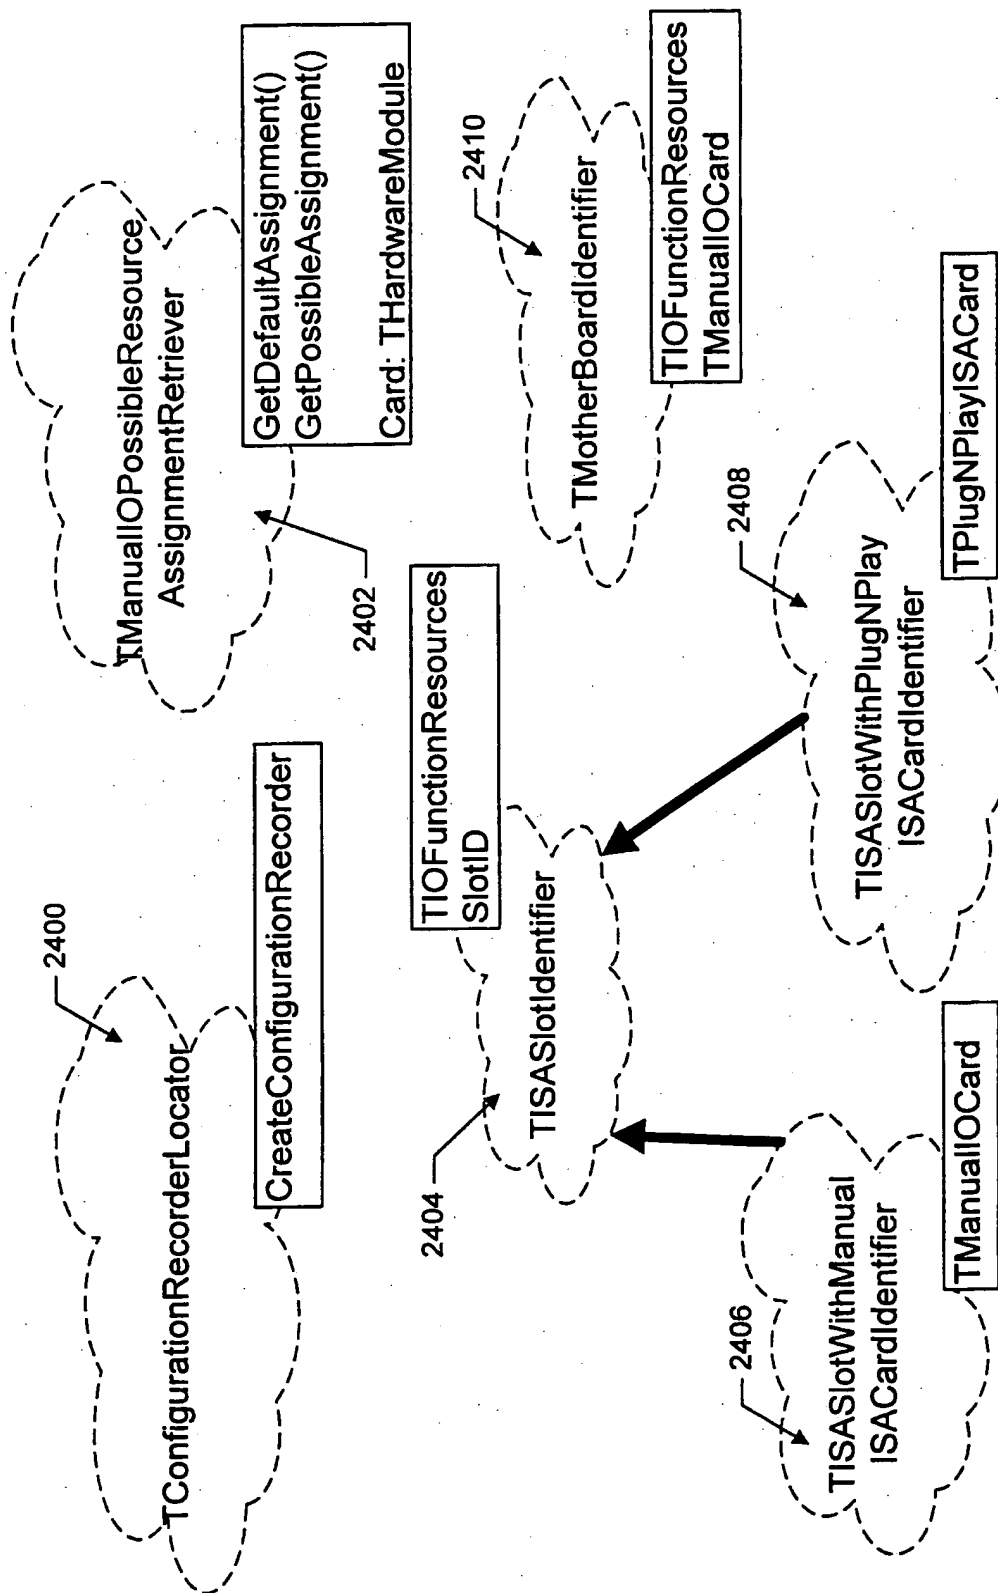 2400
TConfigurationRecorderLocator
CreateConfigurationRecorder
TManualIOPossibleResource
AssignmentRetriever
GetDefaultAssignment()
GetPossibleAssignment()
Card: THardwareModule
2402
2404
TISASlotIdentifier
TIOFunctionResources
SlotID
2410
TMotherBoardIdentifier
TIOFunctionResources
TManualIOCard
2406
TISASlotWithManual
ISACardIdentifier
TManualIOCard
2408
TISASlotWithPlugNPlay
ISACardIdentifier
TPlugNPlayISACard